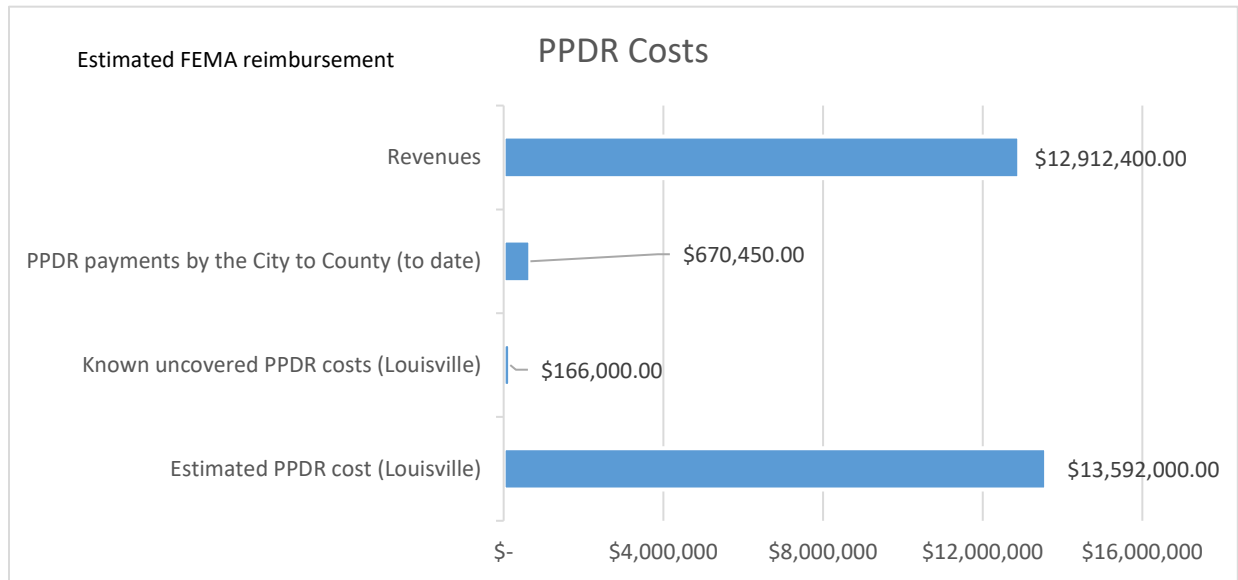 Estimated FEMA reimbursement
PPDR Costs
Revenues
$12,912,400.00
PPDR payments by the City to County (to date)
$670,450.00
Known uncovered PPDR costs (Louisville)
$166,000.00
Estimated PPDR cost (Louisville)
$13,592,000.00
$- $4,000,000 $8,000,000 $12,000,000 $16,000,000